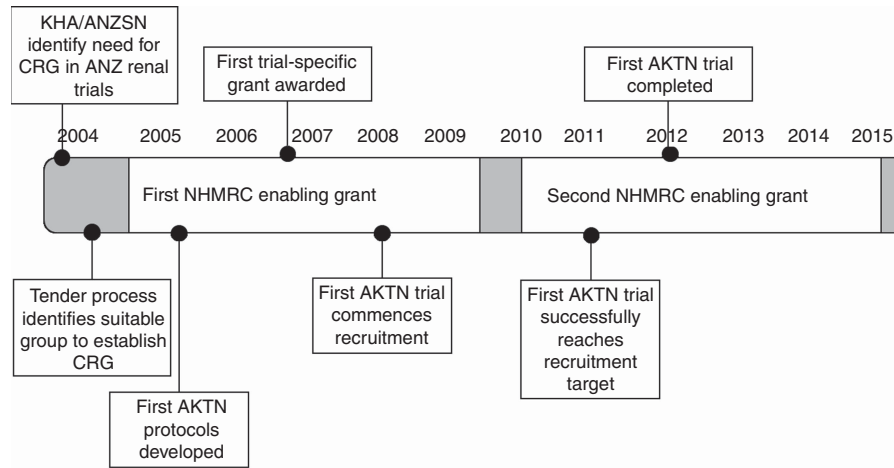 KHA/ANZSN
identify need for
CRG in ANZ renal
trials
First trial-specific
grant awarded
First AKTN trial
completed
2004 2005 2006 2007 2008 2009 2010 2011 2012 2013 2014 2015
First NHMRC enabling grant
Second NHMRC enabling grant
Tender process
identifies suitable
group to establish
CRG
First AKTN
protocols
developed
First AKTN trial
commences
recruitment
First AKTN trial
successfully
reaches
recruitment
target